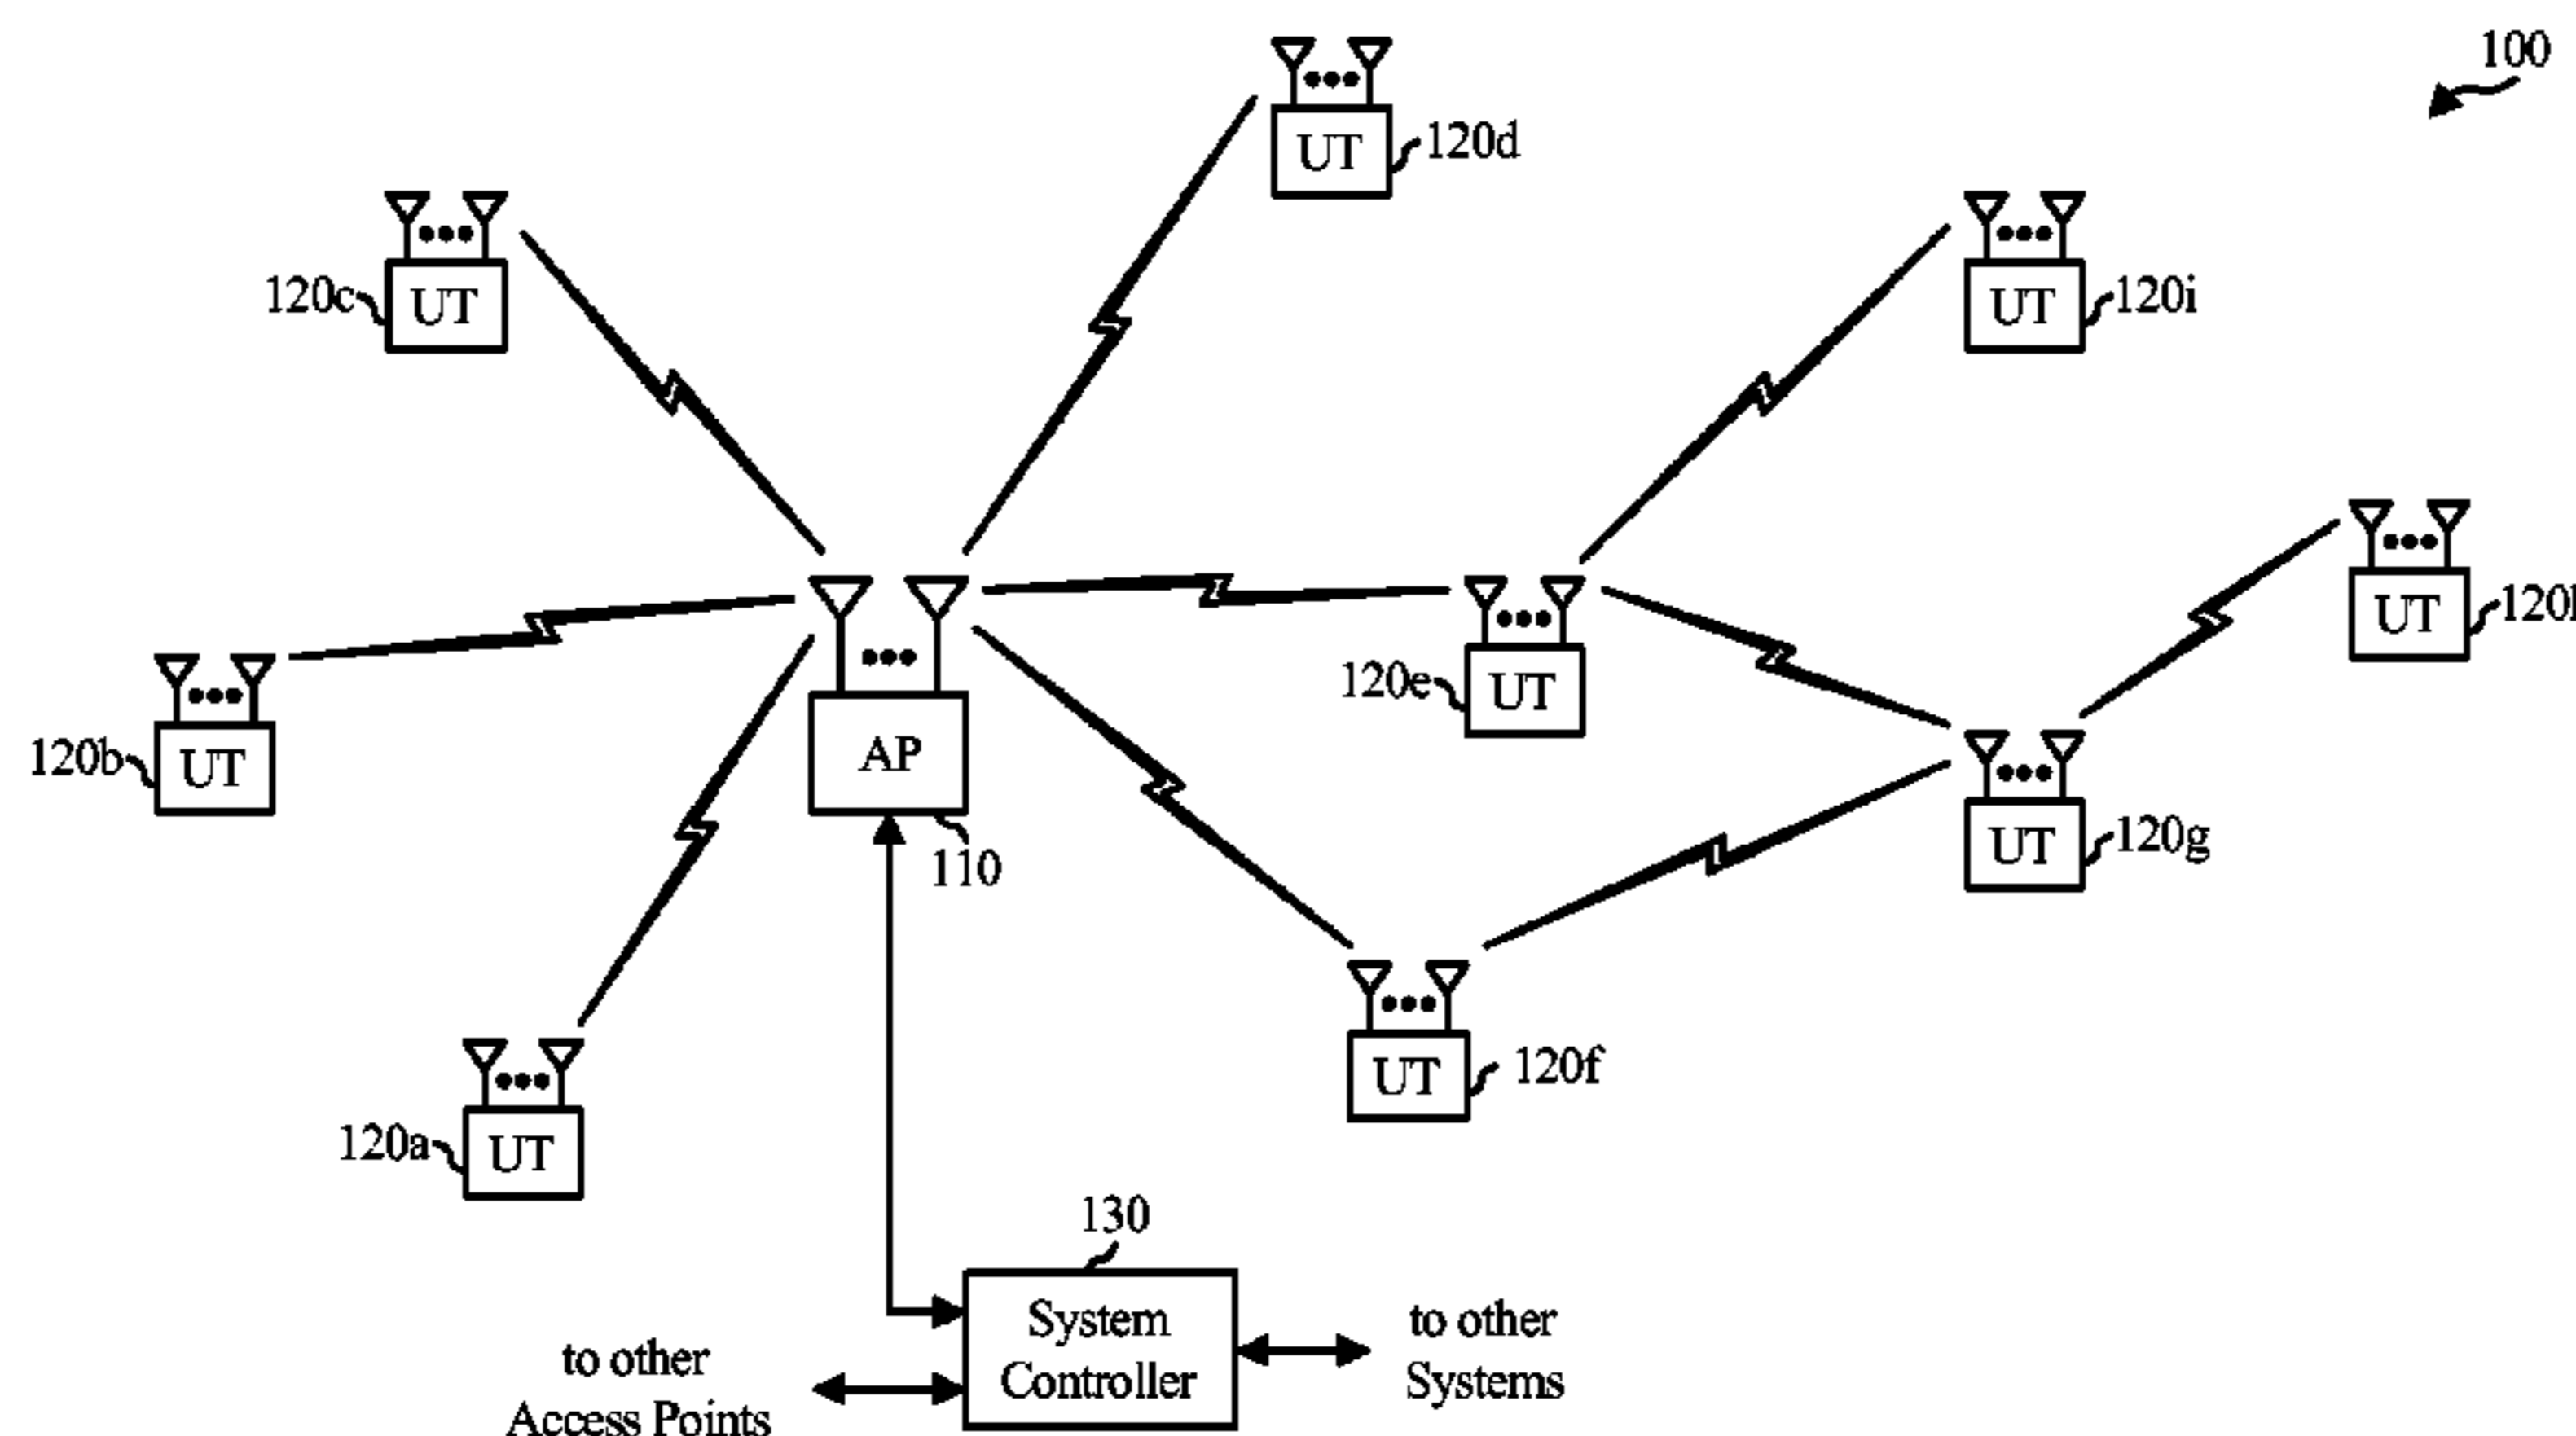 100
UT
120d
120c
UT
UT
120i
UT
120e
UT
120b
UT
AP
110
UT
120g
UT
120f
120a
UT
130
System
Controller
to other
Access Points
to other
Systems